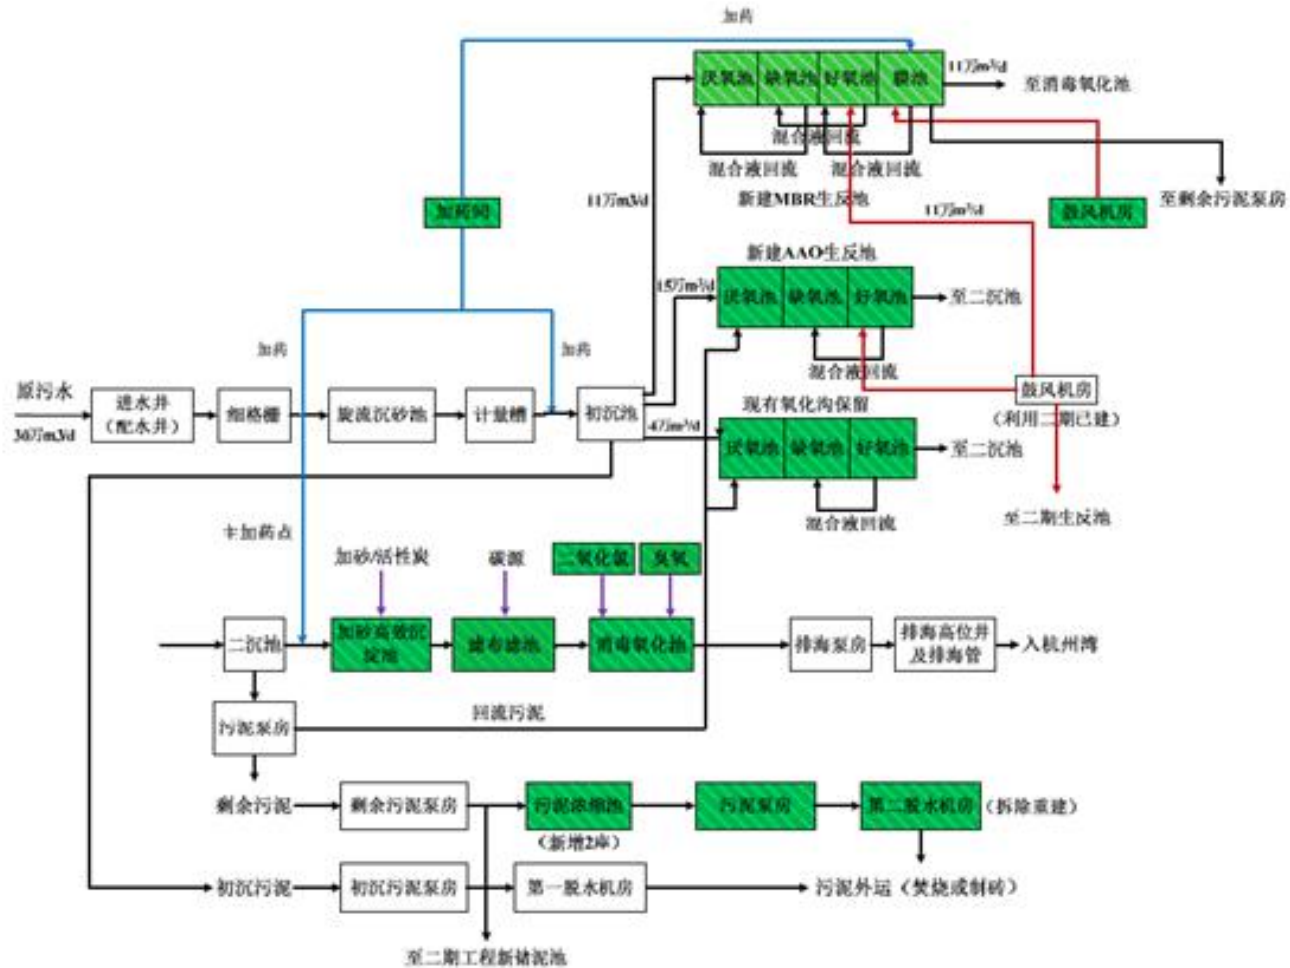 加药
厌氧池 缺氧池 好氧池 膜池
11万m³/d
至消毒氧化池
混合液回流
混合液回流 混合液回流
新建MBR生反地
11万m3/d
加药间
11万m³/d
鼓风机房
至剩余污泥泵房
新建AAO生反地
15万m³/d
厌氧池 缺氧池 好氧池
至二沉池
混合液回流
加药
加药
原污水
36万m3/d
进水井
（配水井）
细格栅
旋流沉砂池
计量槽
初沉池
鼓风机房
（利用二期已建）
现有氧化沟保留
4万m³/d
厌氧池 缺氧池 好氧池
至二沉池
混合液回流
至二期生反地
主加药点
加砂/活性炭
碳源
二氧化氯
臭氧
二沉池
加砂高效沉
淀池
滤布滤池
消毒氧化池
排海泵房
排海高位井
及排海管
入杭州湾
污泥泵房
回流污泥
剩余污泥
剩余污泥泵房
污泥浓缩池
（新增2座）
污泥泵房
第二脱水机房
（拆除重建）
初沉污泥
初沉污泥泵房
第一脱水机房
污泥外运（焚烧或制砖）
至二期工程新储泥池